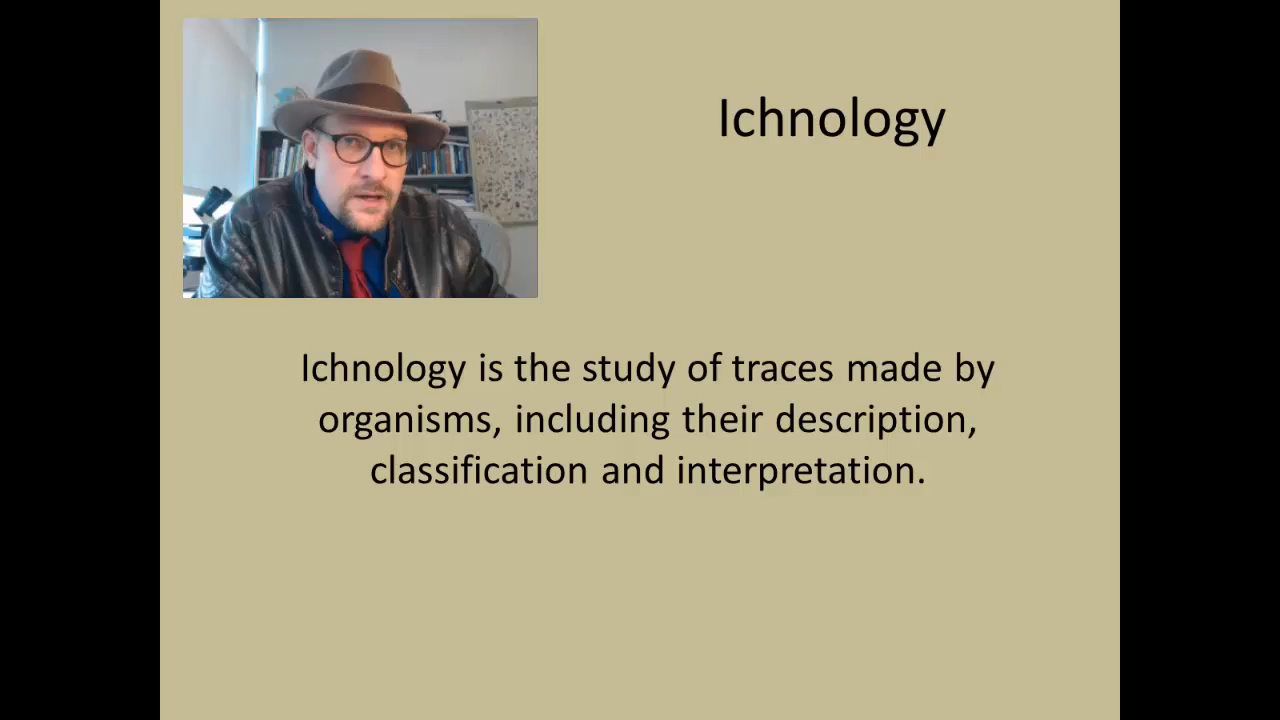 Ichnology
Ichnology is the study of traces made by
organisms, including their description,
classification and interpretation.